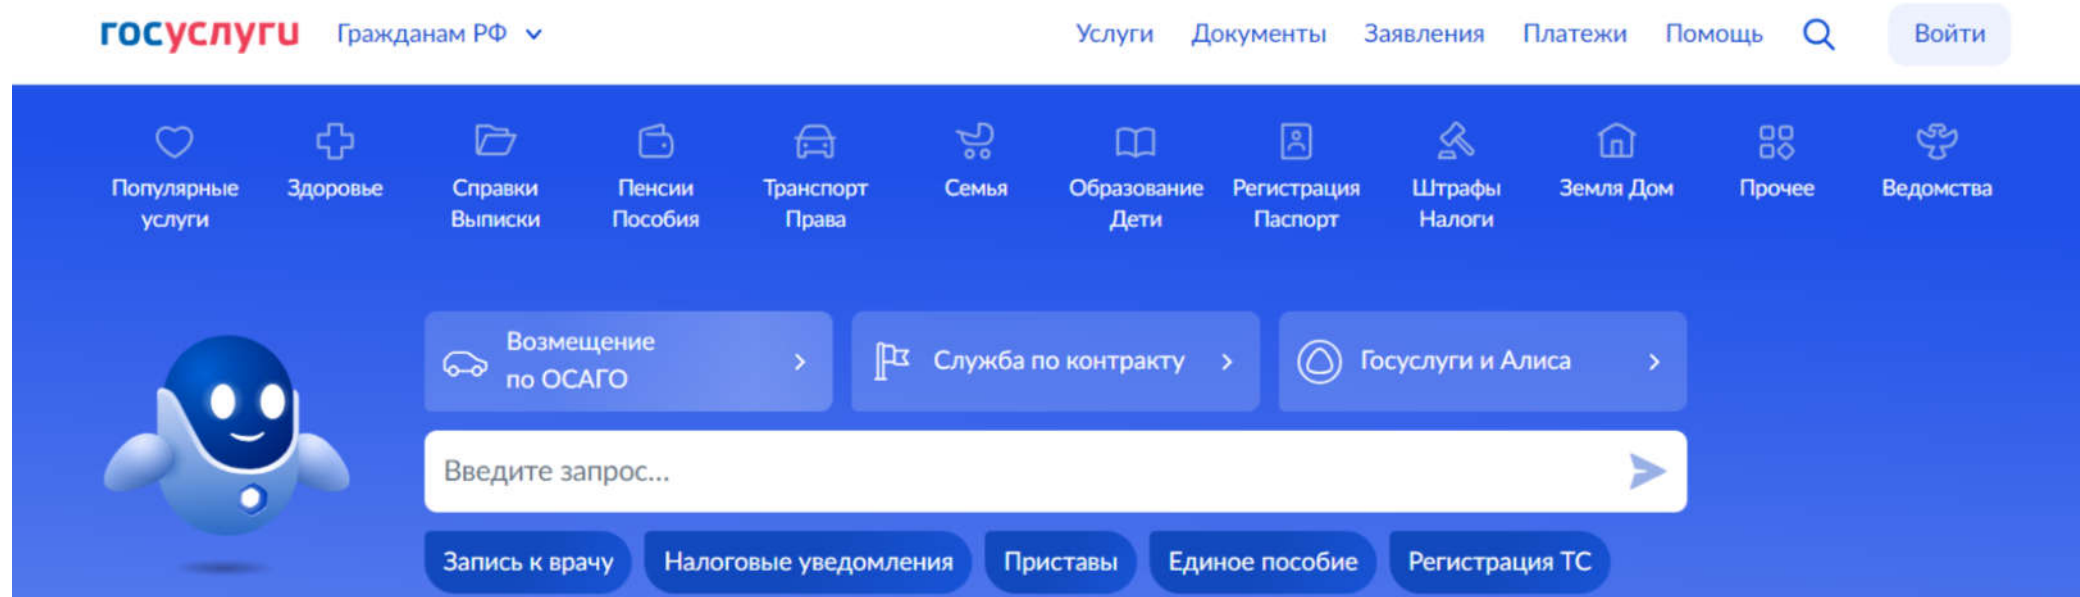 госуслуги Гражданам РФ Услуги Документы Заявления Платежи Помощь Войти
Популярные услуги
Здоровье
Справки Выписки
Пенсии Пособия
Транспорт Права
Семья
Образование Дети
Регистрация Паспорт
Штрафы Налоги
Земля Дом
Прочее
Ведомства
Возмещение
по ОСАГО
Служба по контракту
Госуслуги и Алиса
Введите запрос...
Запись к врачу Налоговые уведомления Приставы Единое пособие Регистрация ТС